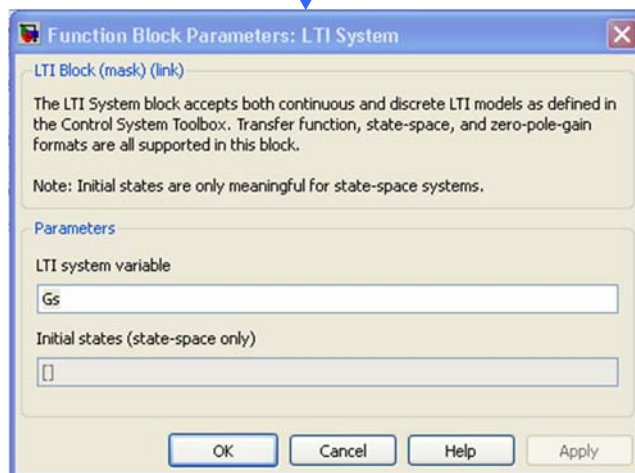 Function Block Parameters: LTI System
LTI Block (mask) (link)
The LTI System block accepts both continuous and discrete LTI models as defined in
the Control System Toolbox. Transfer function, state-space, and zero-pole-gain
formats are all supported in this block.
Note: Initial states are only meaningful for state-space systems.
Parameters
LTI system variable
Gs
Initial states (state-space only)
[]
OK Cancel Help Apply